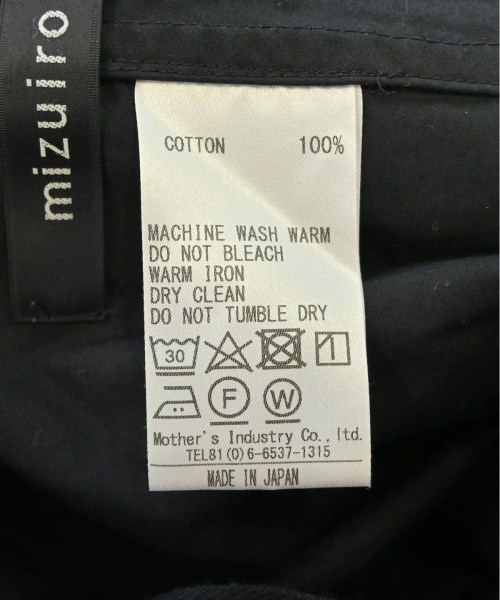 mizuiro
COTTON 100%
MACHINE WASH WARM
DO NOT BLEACH
WARM IRON
DRY CLEAN
DO NOT TUMBLE DRY
30
F W
Mother's Industry Co., ltd.
TEL81(0)6-6537-1315
MADE IN JAPAN